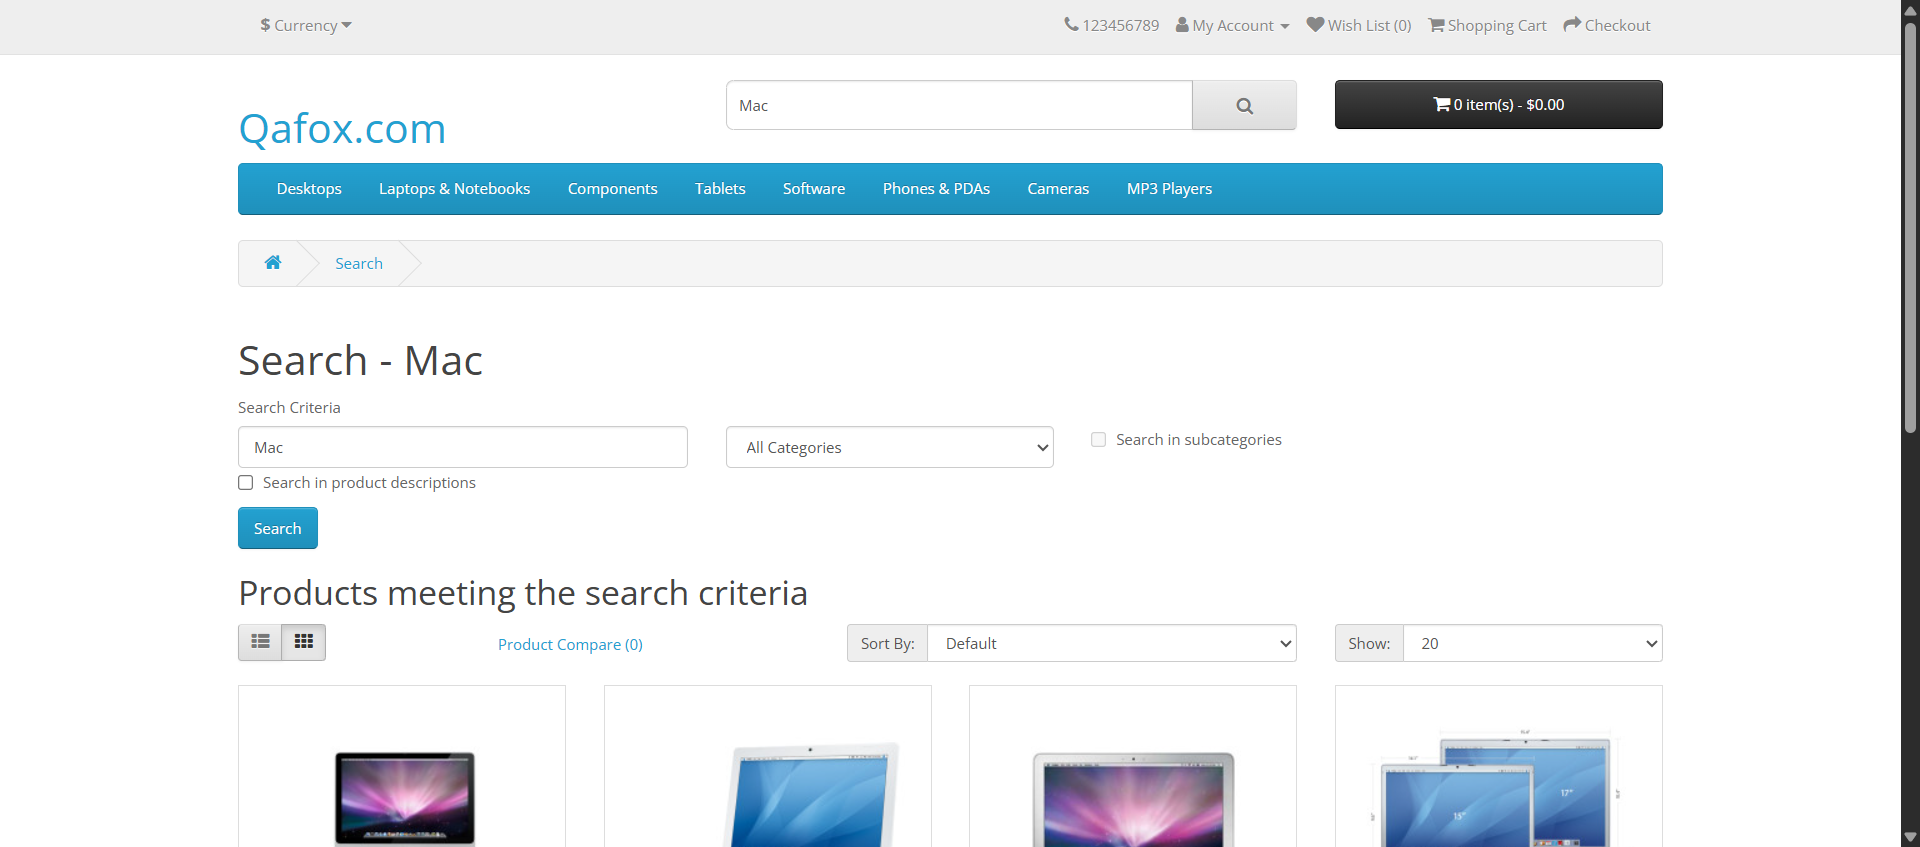 $ Currency
123456789 My Account Wish List (0) Shopping Cart Checkout
Mac
0 item(s) - $0.00
Qafox.com
Desktops Laptops & Notebooks Components Tablets Software Phones & PDAs Cameras MP3 Players
Search
Search - Mac
Search Criteria
Mac
All Categories
Search in subcategories
Search in product descriptions
Search
Products meeting the search criteria
Product Compare (0)
Sort By: Default
Show: 20
17"
15"